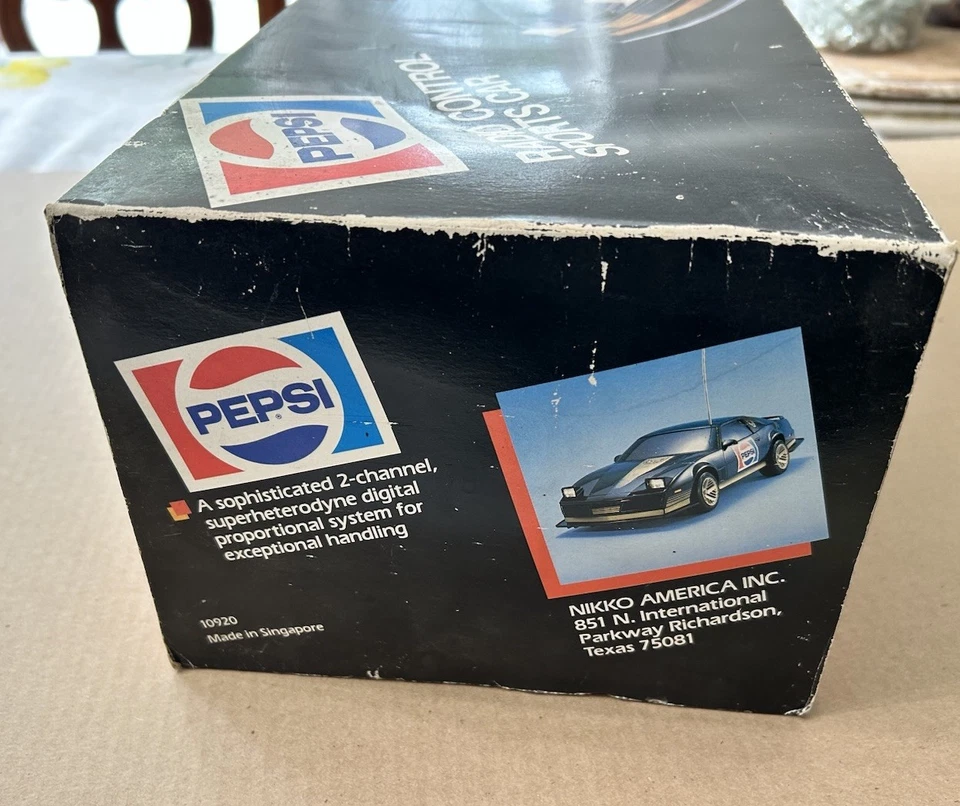 PEPSI
RADIO CONTROL
SPORTS CAR
PEPSI®
A sophisticated 2-channel,
superheterodyne digital
proportional system for
exceptional handling
10920
Made in Singapore
PEPSI
NIKKO AMERICA INC.
851 N. International
Parkway Richardson,
Texas 75081